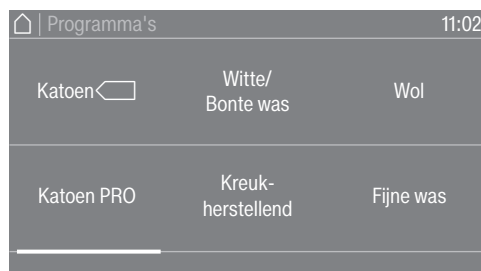 Programma's 11:02
Katoen
Witte/
Bonte was
Wol
Katoen PRO
Kreuk-
herstellend
Fijne was